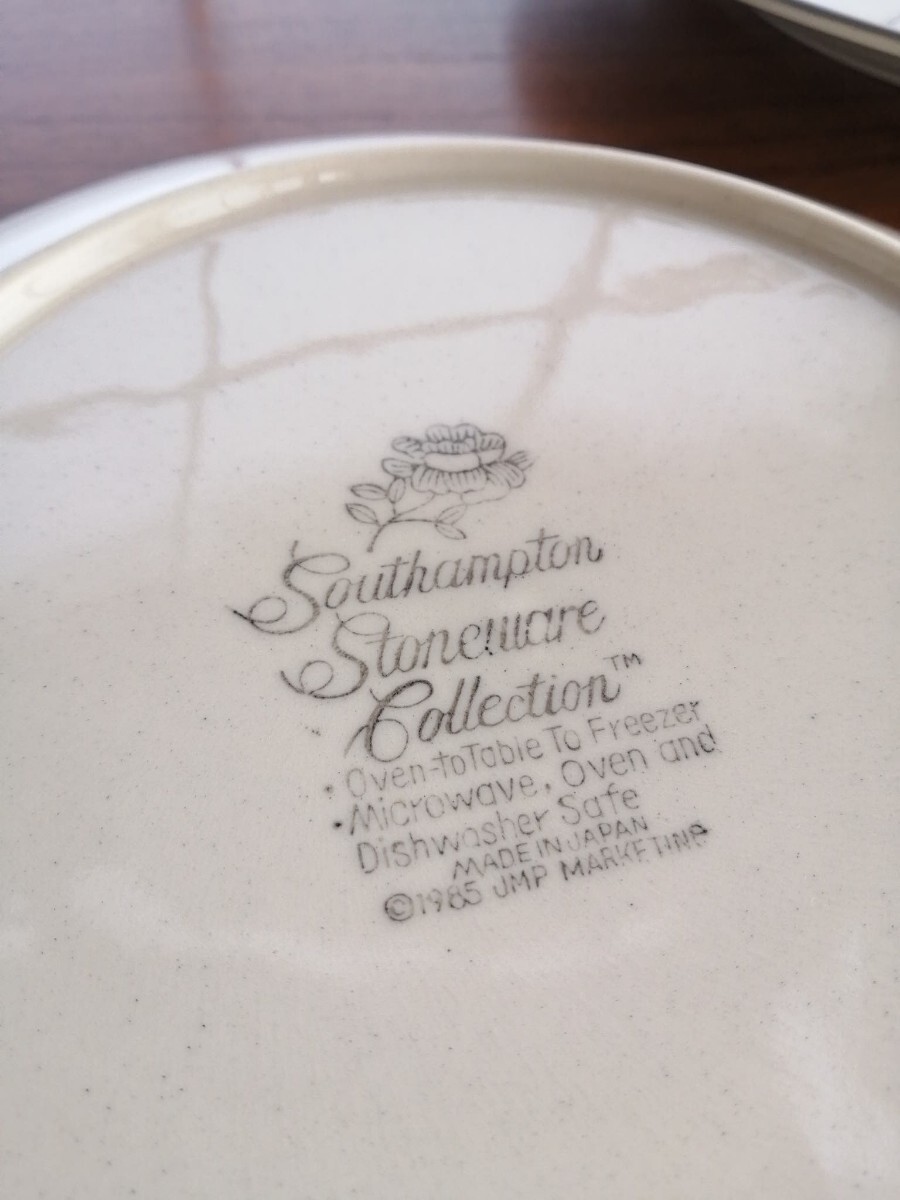 Southampton
Stoneware
Collection™
• Oven-to Table To Freezer
• Microwave, Oven and
Dishwasher Safe
MADE IN JAPAN
©1985 JMP MARKETING